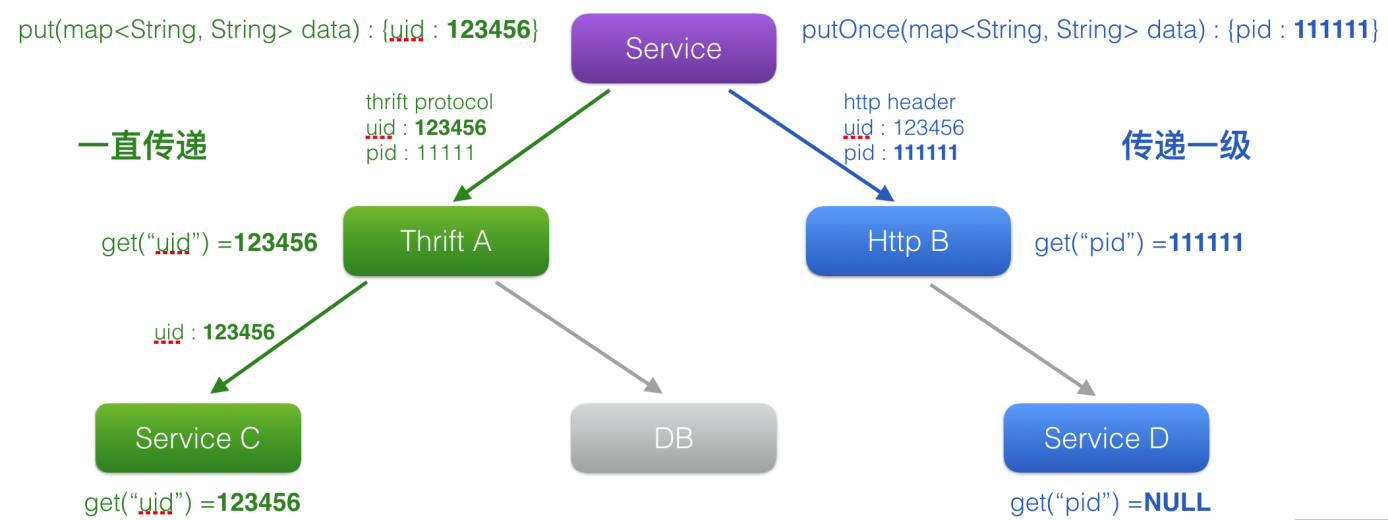 put(map<String, String> data) : {uid : 123456}
Service
putOnce(map<String, String> data) : {pid : 111111}
thrift protocol
uid : 123456
pid : 11111
http header
uid : 123456
pid : 111111
一直传递
传递一级
get(“uid”) =123456
Thrift A
Http B
get(“pid”) =111111
uid : 123456
Service C
DB
Service D
get(“uid”) =123456
get(“pid”) =NULL